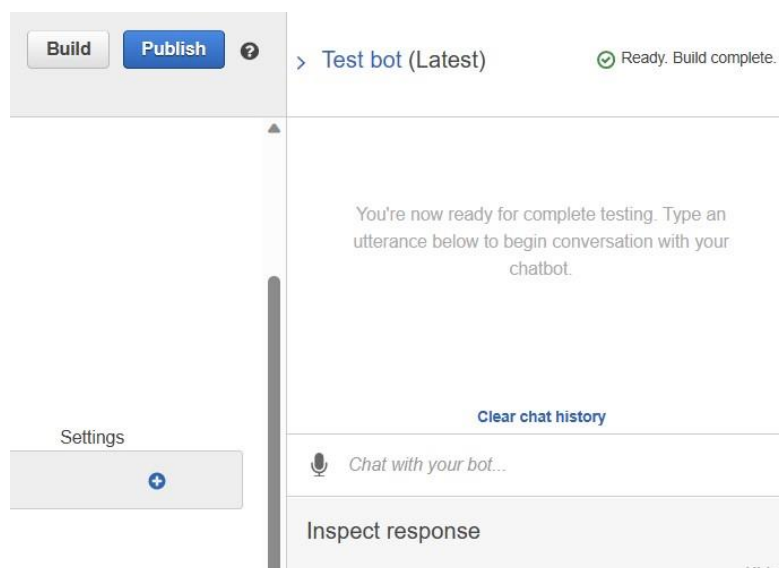 Build
Publish
Test bot (Latest)
Ready. Build complete.
You're now ready for complete testing. Type an
utterance below to begin conversation with your
chatbot.
Clear chat history
Settings
Chat with your bot...
Inspect response